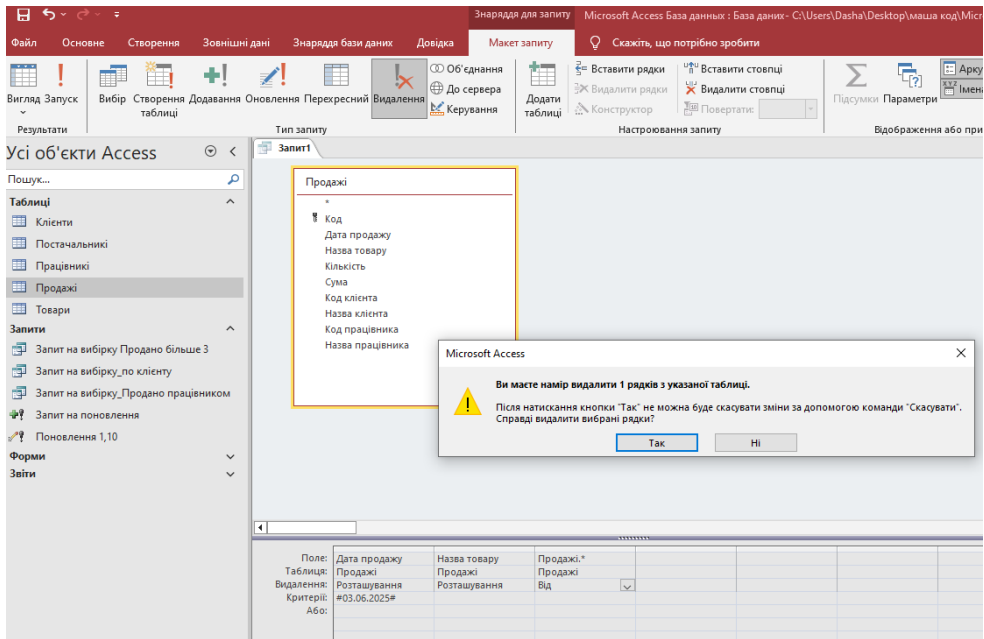 Знаряддя для запиту Microsoft Access База данных : База даних- C:\Users\Dasha\Desktop\маша код\Micr
Файл Основне Створення Зовнішні дані Знаряддя бази даних Довідка Макет запиту Скажіть, що потрібно зробити
Вигляд Запуск Вибір Створення таблиці Додавання Оновлення Перехресний Видалення
Об'єднання
До сервера
Керування
Додати таблиці
Вставити рядки
Видалити рядки
Конструктор
Вставити стовпці
Видалити стовпці
Повертати:
Підсумки Параметри
Арку
Імена
Результати Тип запиту Настроювання запиту Відображення або при
Усі об'єкти Access
Пошук...
Таблиці
Клієнти
Постачальники
Працівникі
Продажі
Товари
Запити
Запит на вибірку Продано більше 3
Запит на вибірку_по клієнту
Запит на вибірку_Продано працівником
Запит на поновлення
Поновлення 1,10
Форми
Звіти
Запит1
Продажі
*
Код
Дата продажу
Назва товару
Кількість
Сума
Код клієнта
Назва клієнта
Код працівника
Назва працівника
Microsoft Access
Ви маєте намір видалити 1 рядків з указаної таблиці.
Після натискання кнопки "Так" не можна буде скасувати зміни за допомогою команди "Скасувати".
Справді видалити вибрані рядки?
Так Ні
Поле: Дата продажу Назва товару Продажі.*
Таблиця: Продажі Продажі Продажі
Видалення: Розташування Розташування Від
Критерії: #03.06.2025#
Або: